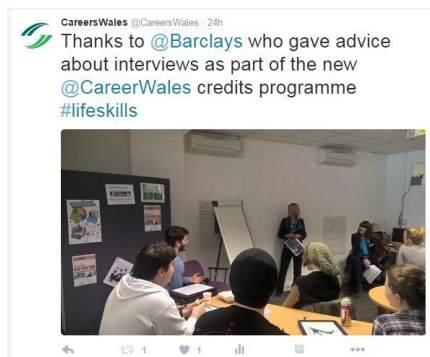 CareersWales @CareersWales · 24h
Thanks to @Barclays who gave advice
about interviews as part of the new
@CareerWales credits programme
#lifeskills
1
1